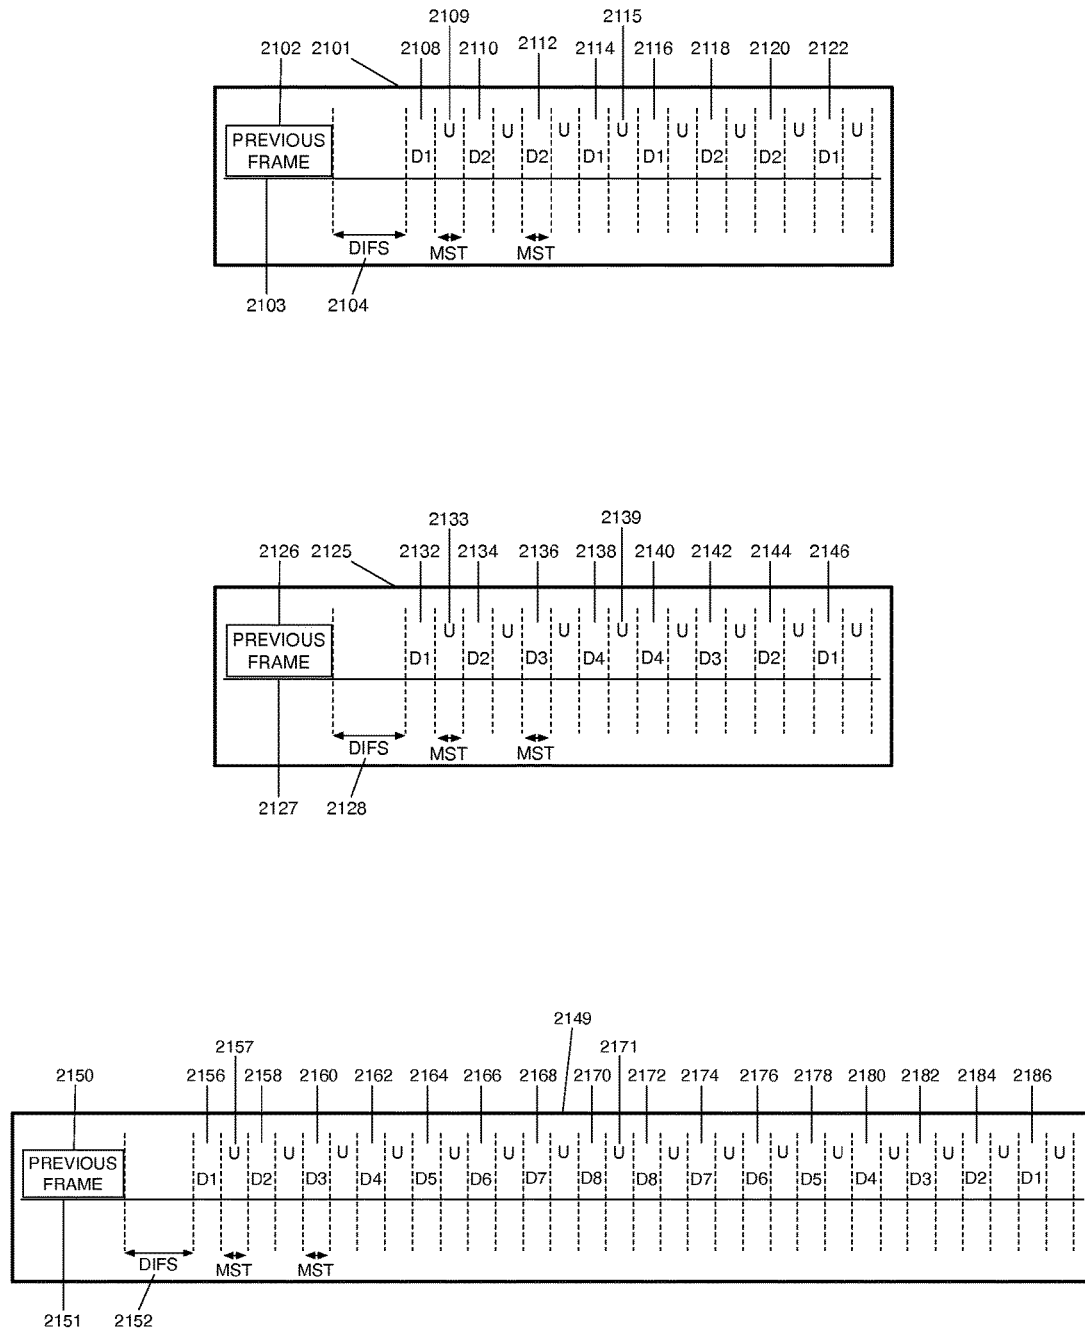 2109 2115
2102 2101 2108 2110 2112 2114 2116 2118 2120 2122
U U U U U U U U
PREVIOUS
FRAME
D1 D2 D2 D1 D1 D2 D2 D1
DIFS MST MST
2103 2104
2133 2139
2126 2125 2132 2134 2136 2138 2140 2142 2144 2146
U U U U U U U U
PREVIOUS
FRAME
D1 D2 D3 D4 D4 D3 D2 D1
DIFS MST MST
2127 2128
2149
2157 2171
2150 2156 2158 2160 2162 2164 2166 2168 2170 2172 2174 2176 2178 2180 2182 2184 2186
U U U U U U U U U U U U U U U U
PREVIOUS
FRAME
D1 D2 D3 D4 D5 D6 D7 D8 D8 D7 D6 D5 D4 D3 D2 D1
DIFS MST MST
2151 2152